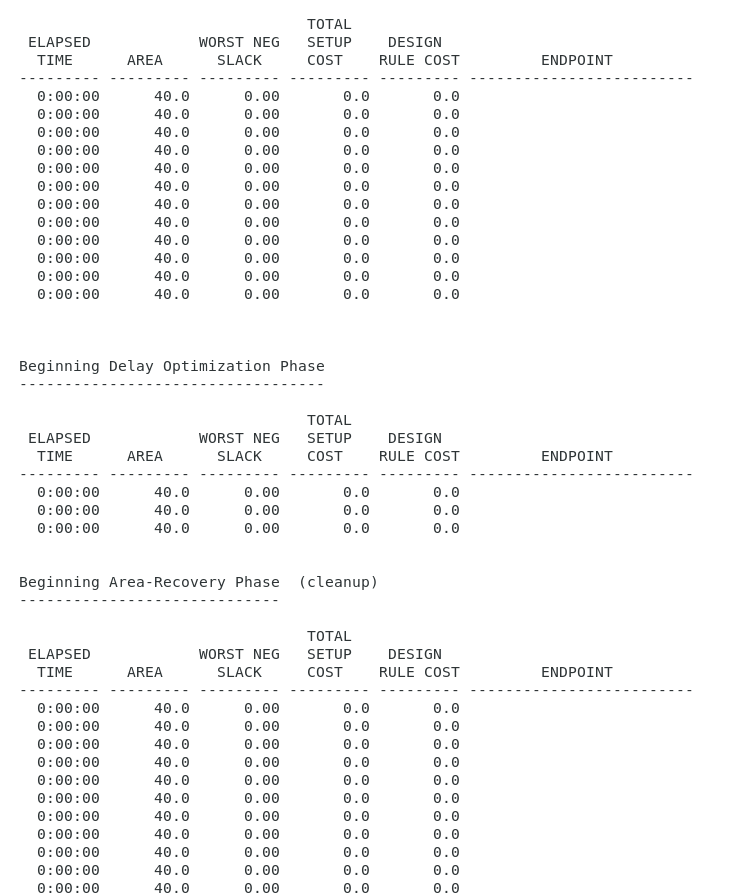 TOTAL
 ELAPSED            WORST NEG   SETUP    DESIGN
  TIME      AREA      SLACK     COST    RULE COST         ENDPOINT
--------- --------- --------- --------- --------- -------------------------
  0:00:00      40.0      0.00       0.0       0.0
  0:00:00      40.0      0.00       0.0       0.0
  0:00:00      40.0      0.00       0.0       0.0
  0:00:00      40.0      0.00       0.0       0.0
  0:00:00      40.0      0.00       0.0       0.0
  0:00:00      40.0      0.00       0.0       0.0
  0:00:00      40.0      0.00       0.0       0.0
  0:00:00      40.0      0.00       0.0       0.0
  0:00:00      40.0      0.00       0.0       0.0
  0:00:00      40.0      0.00       0.0       0.0
  0:00:00      40.0      0.00       0.0       0.0
  0:00:00      40.0      0.00       0.0       0.0
Beginning Delay Optimization Phase
----------------------------------
                                TOTAL
 ELAPSED            WORST NEG   SETUP    DESIGN
  TIME      AREA      SLACK     COST    RULE COST         ENDPOINT
--------- --------- --------- --------- --------- -------------------------
  0:00:00      40.0      0.00       0.0       0.0
  0:00:00      40.0      0.00       0.0       0.0
  0:00:00      40.0      0.00       0.0       0.0
Beginning Area-Recovery Phase  (cleanup)
-----------------------------
                                TOTAL
 ELAPSED            WORST NEG   SETUP    DESIGN
  TIME      AREA      SLACK     COST    RULE COST         ENDPOINT
--------- --------- --------- --------- --------- -------------------------
  0:00:00      40.0      0.00       0.0       0.0
  0:00:00      40.0      0.00       0.0       0.0
  0:00:00      40.0      0.00       0.0       0.0
  0:00:00      40.0      0.00       0.0       0.0
  0:00:00      40.0      0.00       0.0       0.0
  0:00:00      40.0      0.00       0.0       0.0
  0:00:00      40.0      0.00       0.0       0.0
  0:00:00      40.0      0.00       0.0       0.0
  0:00:00      40.0      0.00       0.0       0.0
  0:00:00      40.0      0.00       0.0       0.0
  0:00:00      40.0      0.00       0.0       0.0